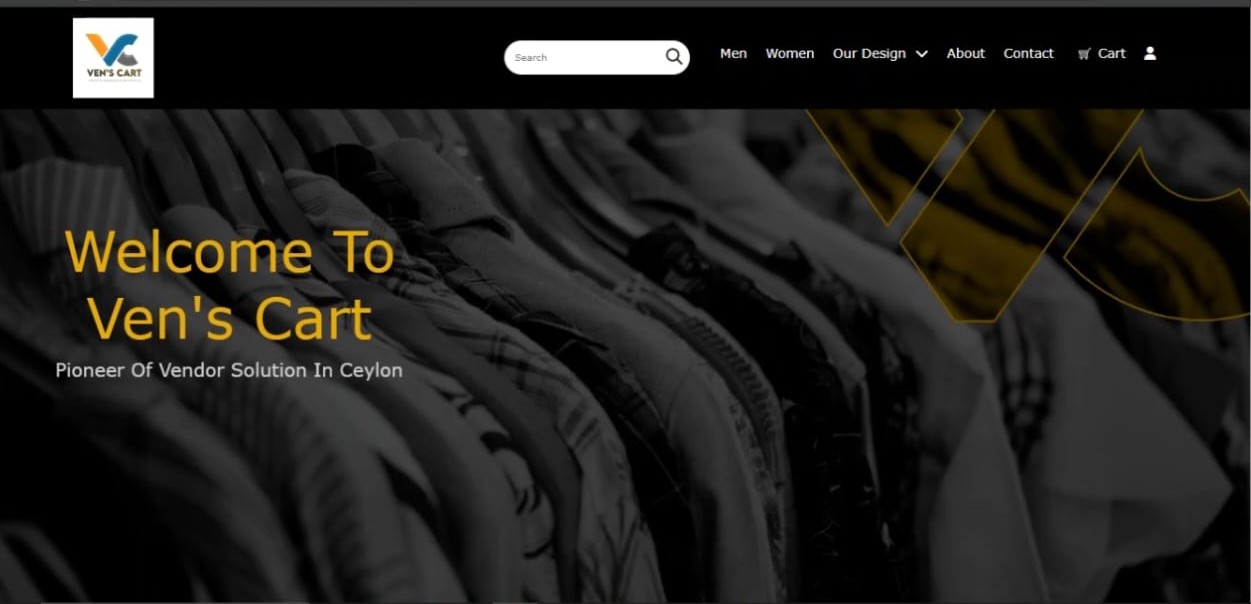 VEN'S CART
Search
Men
Women
Our Design
About
Contact
Cart
Welcome To
Ven's Cart
Pioneer Of Vendor Solution In Ceylon